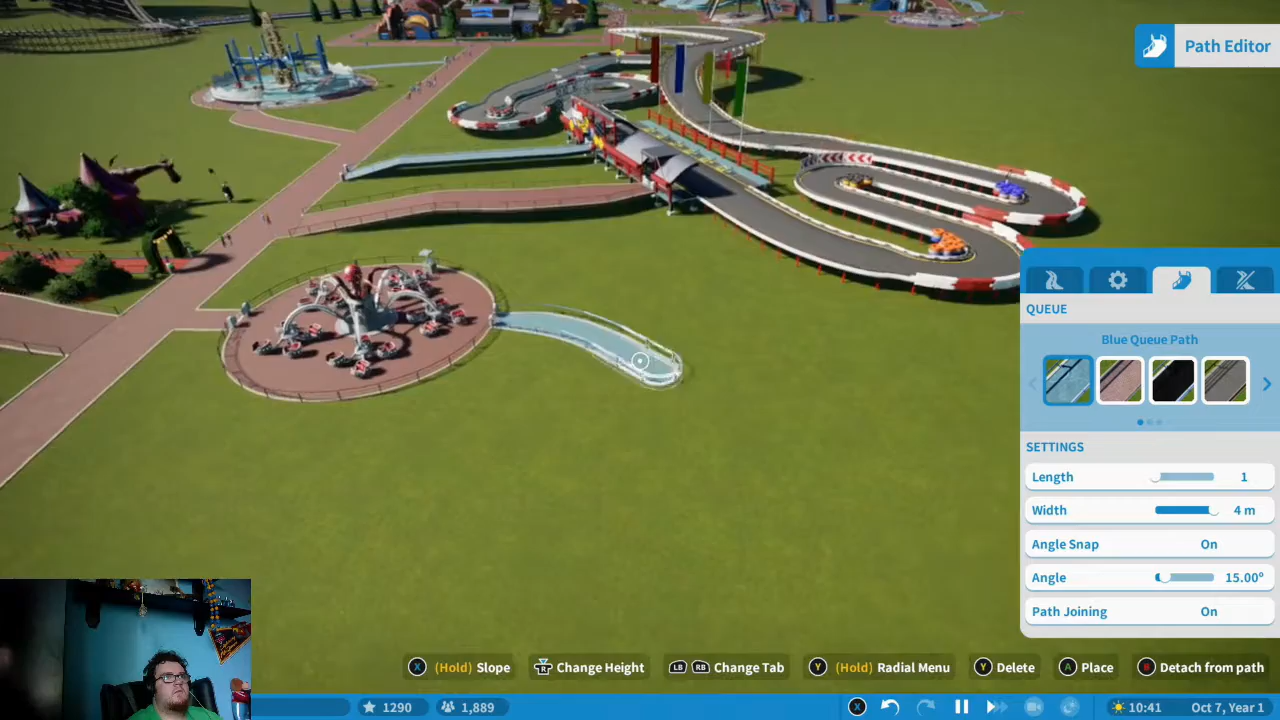 Path Editor
QUEUE
Blue Queue Path
SETTINGS
Length 1
Width 4 m
Angle Snap On
Angle 15.00°
Path Joining On
X (Hold) Slope R Change Height LB RB Change Tab Y (Hold) Radial Menu Y Delete A Place B Detach from path
1290 1,889 X 10:41 Oct 7, Year 1